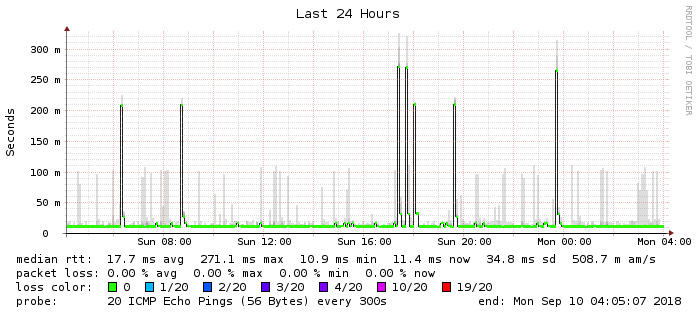 Last 24 Hours
RRDTOOL / TOBI OETIKER
Seconds
300 m
250 m
200 m
150 m
100 m
50 m
0
Sun 08:00 Sun 12:00 Sun 16:00 Sun 20:00 Mon 00:00 Mon 04:00
median rtt: 17.7 ms avg 271.1 ms max 10.9 ms min 11.4 ms now 34.8 ms sd 508.7 m am/s
packet loss: 0.00 % avg 0.00 % max 0.00 % min 0.00 % now
loss color: 0 1/20 2/20 3/20 4/20 10/20 19/20
probe: 20 ICMP Echo Pings (56 Bytes) every 300s end: Mon Sep 10 04:05:07 2018